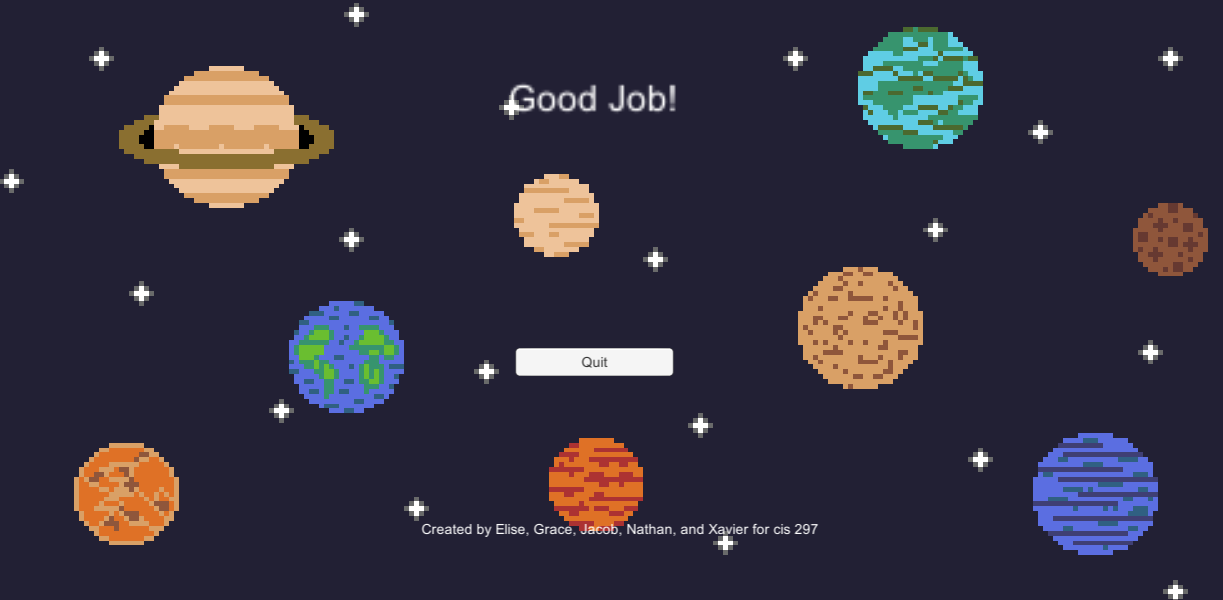 Good Job!
Quit
Created by Elise, Grace, Jacob, Nathan, and Xavier for cis 297